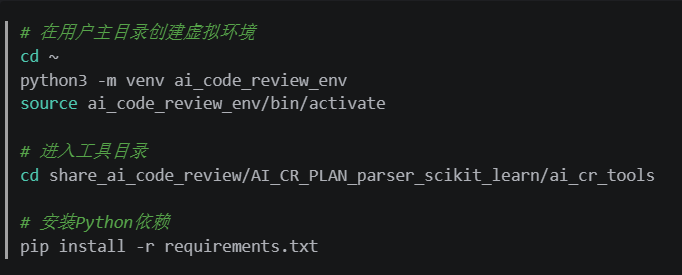 # 在用户主目录创建虚拟环境
cd ~
python3 -m venv ai_code_review_env
source ai_code_review_env/bin/activate
# 进入工具目录
cd share_ai_code_review/AI_CR_PLAN_parser_scikit_learn/ai_cr_tools
# 安装Python依赖
pip install -r requirements.txt